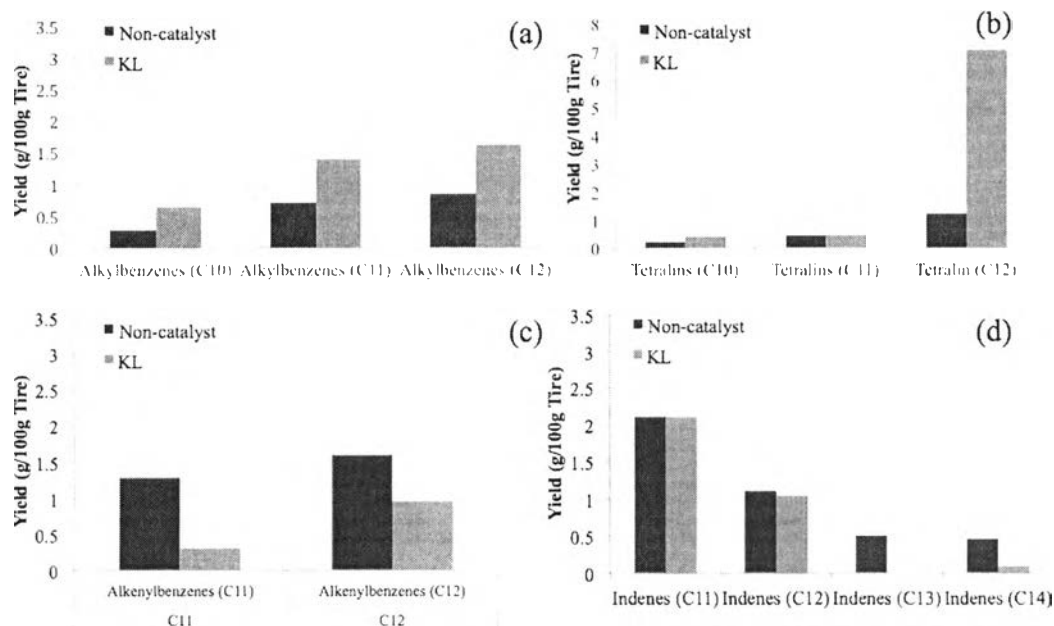 (a)
Non-catalyst
KL
Yield (g/100g Tire)
3.5
3
2.5
2
1.5
1
0.5
0
Alkylbenzenes (C10) Alkylbenzenes (C11) Alkylbenzenes (C12)
(b)
Non-catalyst
KL
Yield (g/100g Tire)
8
7
6
5
4
3
2
1
0
Tetralins (C10) Tetralins (C11) Tetralin (C12)
(c)
Non-catalyst
KL
Yield (g/100g Tire)
3.5
3
2.5
2
1.5
1
0.5
0
Alkenylbenzenes (C11) Alkenylbenzenes (C12)
C11 C12
(d)
Non-catalyst
KL
Yield (g/100g Tire)
3.5
3
2.5
2
1.5
1
0.5
0
Indenes (C11) Indenes (C12) Indenes (C13) Indenes (C14)